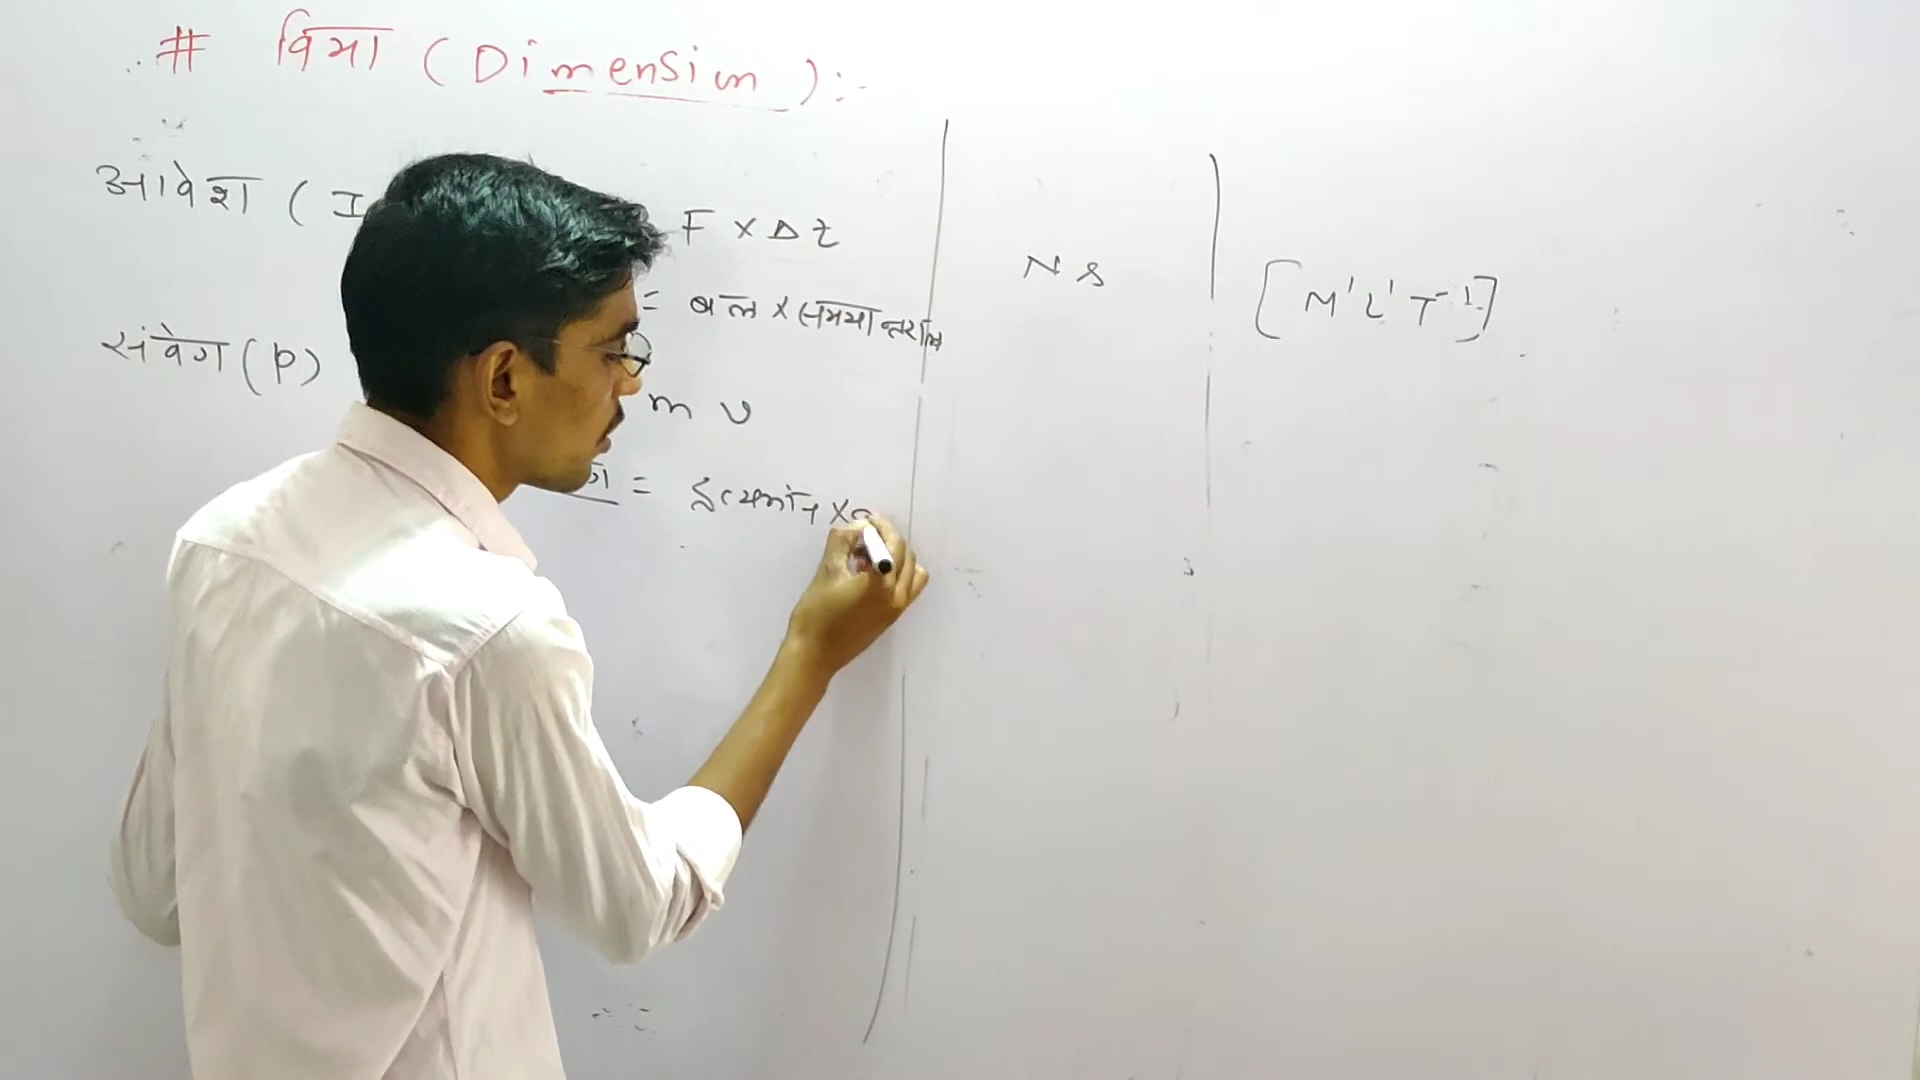 # विमा (Dimension):-
आवेश (I F × Δt
= बल × समयान्तराल
N s
[M¹L¹T⁻¹]
संवेग (p)
m v
= द्रव्यमान ×